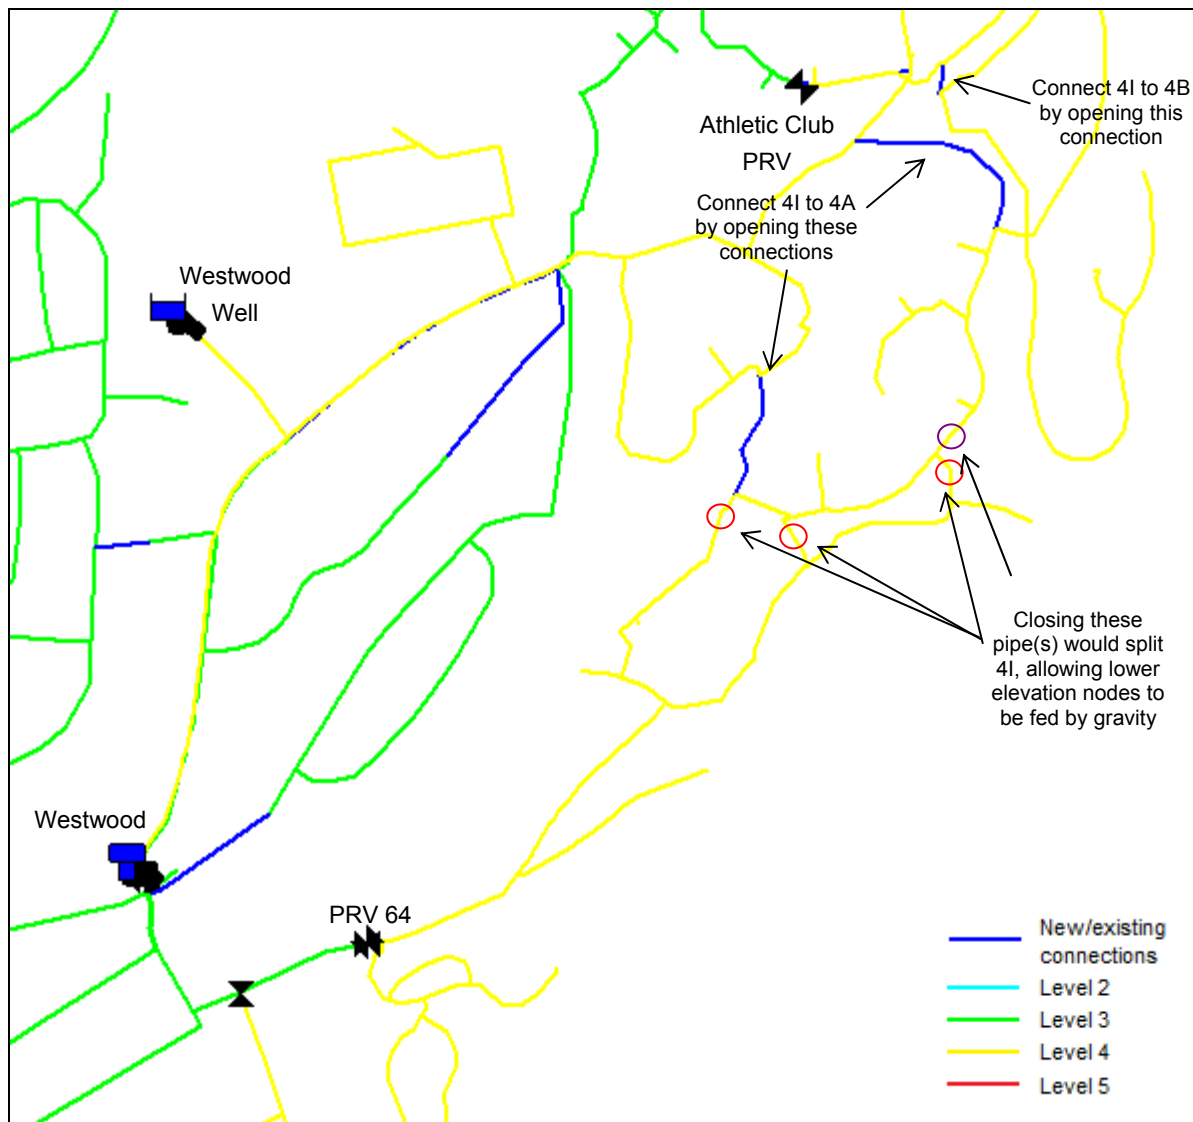 Connect 4I to 4B
by opening this
connection
Athletic Club
PRV
Connect 4I to 4A
by opening these
connections
Westwood
Well
Closing these
pipe(s) would split
4I, allowing lower
elevation nodes to
be fed by gravity
Westwood
PRV 64
New/existing
connections
Level 2
Level 3
Level 4
Level 5